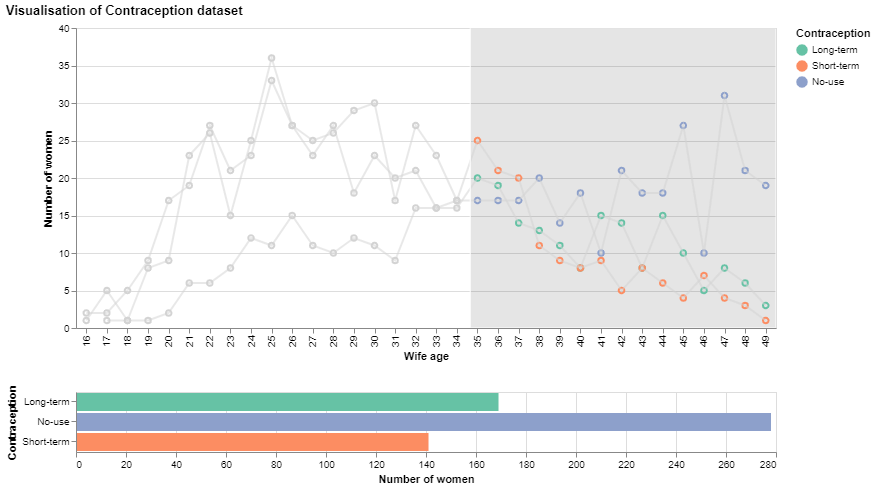 Visualisation of Contraception dataset
40
35
30
25
20
15
10
5
0
Number of women
16 17 18 19 20 21 22 23 24 25 26 27 28 29 30 31 32 33 34 35 36 37 38 39 40 41 42 43 44 45 46 47 48 49
Wife age
Contraception
Long-term
Short-term
No-use
Contraception
Long-term
No-use
Short-term
0 20 40 60 80 100 120 140 160 180 200 220 240 260 280
Number of women